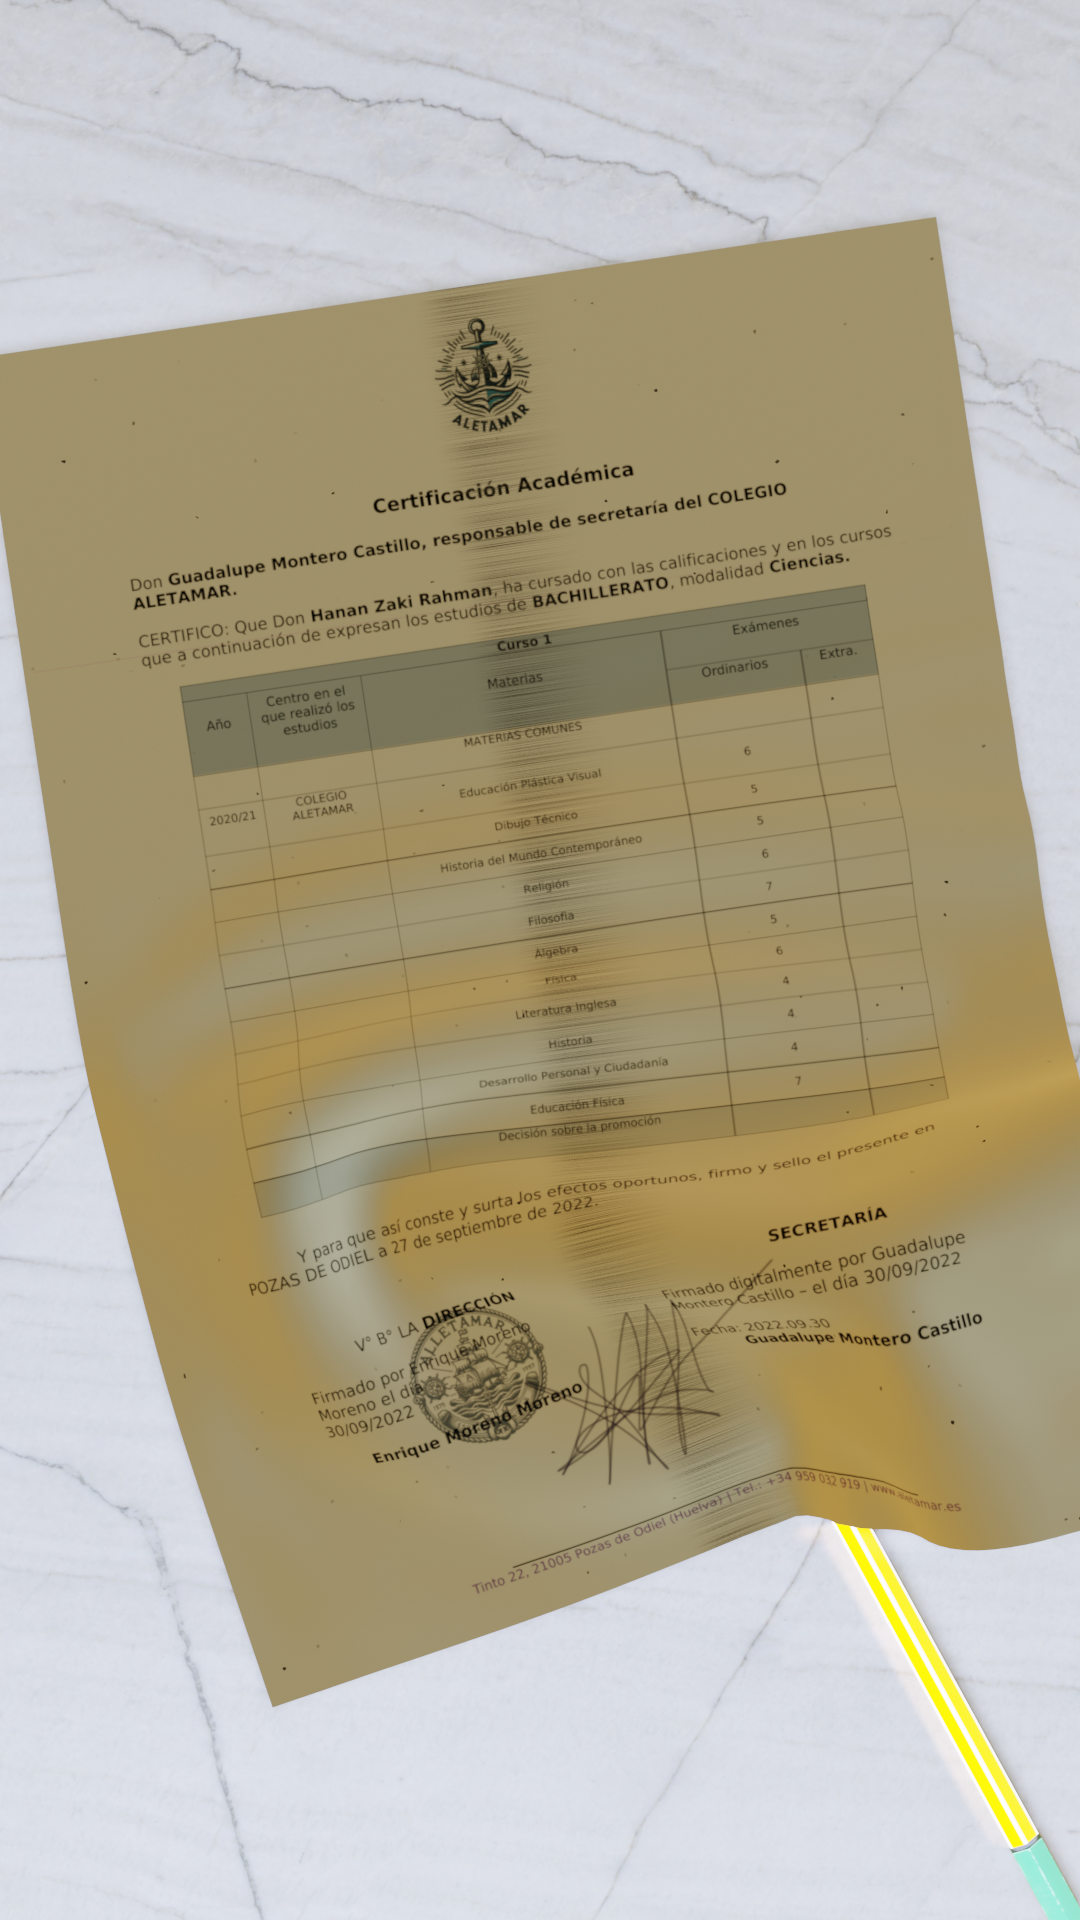 ALETAMAR
Certificación Académica
Don Guadalupe Montero Castillo, responsable de secretaría del COLEGIO
ALETAMAR.
CERTIFICO: Que Don Hanan Zaki Rahman, ha cursado con las calificaciones y en los cursos
que a continuación de expresan los estudios de BACHILLERATO, modalidad Ciencias.
Curso 1
Año
Centro en el
que realizó los
estudios
Materias
Exámenes
Ordinarios
Extra.
MATERIAS COMUNES
2020/21
COLEGIO
ALETAMAR
Educación Plástica Visual 6
Dibujo Técnico 5
Historia del Mundo Contemporáneo 5
Religión 6
Filosofia 7
Álgebra 5
Física 6
Literatura Inglesa 4
Historia 4
Desarrollo Personal y Ciudadanía 4
Educación Física 7
Decisión sobre la promoción
Y para que así conste y surta los efectos oportunos, firmo y sello el presente en
POZAS DE ODIEL a 27 de septiembre de 2022.
SECRETARÍA
Firmado digitalmente por Guadalupe
Montero Castillo – el día 30/09/2022
Fecha: 2022.09.30
Guadalupe Montero Castillo
V° B° LA DIRECCIÓN
ALLETAMAR
Firmado por Enrique Moreno
Moreno el día
30/09/2022
Enrique Moreno Moreno
Tinto 22, 21005 Pozas de Odiel (Huelva) | Tel.: +34 959 032 919 | www.aletamar.es